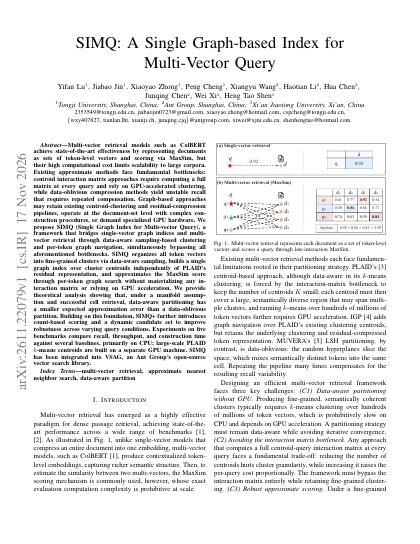 SIMQ: A Single Graph-based Index for
Multi-Vector Query
Yifan Lu¹, Jiabao Jin², Xiaoyao Zhong², Peng Cheng¹, Xiangyu Wang³, Haotian Li², Hua Chen²,
Junqing Chen², Wei Xi³, Heng Tao Shen¹
¹Tongji University, Shanghai, China; ²Ant Group, Shanghai, China; ³Xi'an Jiaotong University, Xi'an, China
arXiv:2611.22079v1 [cs.IR] 17 Nov 2026
Abstract—Multi-vector retrieval models such as ColBERT
achieve state-of-the-art effectiveness by representing documents
as sets of token-level vectors and scoring via MaxSim, but
their high computational cost limits scalability to large corpora.
Existing approximate methods face fundamental bottlenecks:
centroid interaction matrix approaches require computing a full
matrix at every query and rely on GPU-accelerated clustering,
while data-oblivious compression methods yield unstable recall
that requires repeated compensation. Graph-based approaches
may retain existing centroid-clustering and residual-compression
pipelines, operate at the document-set level with complex con-
struction procedures, or demand specialized GPU hardware. We
propose SIMQ (Single Graph Index for Multi-Vector Query), a
framework that bridges single-vector graph indices and multi-
vector retrieval through data-aware sampling-based clustering
and per-token graph navigation, simultaneously bypassing all
aforementioned bottlenecks. SIMQ organizes all token vectors
into fine-grained clusters via data-aware sampling, builds a single
graph index over cluster centroids independent of PLAID's
residual representation, and approximates the MaxSim score
through per-token graph search without materializing any in-
teraction matrix or relying on GPU acceleration. We provide
theoretical analysis showing that, under a manifold assump-
tion and successful cell retrieval, data-aware partitioning has
a smaller expected approximation error than a data-oblivious
partition. Building on this foundation, SIMQ+ further introduces
count-based scoring and a dynamic candidate set to improve
robustness across varying query conditions. Experiments on five
benchmarks compare recall, throughput, and construction time
against several baselines, primarily on CPU; large-scale PLAID
k-means centroids are built on a separate GPU machine. SIMQ
has been integrated into VSAG, an Ant Group's open-source
vector search library.
Index Terms—multi-vector retrieval, approximate nearest
neighbor search, data-aware partition
I. INTRODUCTION
Multi-vector retrieval has emerged as a highly effective
paradigm for dense passage retrieval, achieving state-of-the-
art performance across a wide range of benchmarks [1],
[2]. As illustrated in Fig. 1, unlike single-vector models that
compress an entire document into one embedding, multi-vector
models, such as ColBERT [1], produce contextualized token-
level embeddings, capturing richer semantic structure. Then, to
estimate the similarity between two multi-vectors, the MaxSim
scoring mechanism is commonly used, however, whose exact
evaluation computation complexity is prohibitive at scale.
(a) Single-vector retrieval
(b) Multi-vector retrieval (MaxSim)
Fig. 1. Multi-vector retrieval represents each document as a set of token-level
vectors and scores a query through late-interaction MaxSim.
Existing multi-vector retrieval methods each face fundamen-
tal limitations rooted in their partitioning strategy. PLAID's [3]
centroid-based approach, although data-aware in its k-means
clustering, is forced by the interaction-matrix bottleneck to
keep the number of centroids K small; each centroid must then
cover a large, semantically diverse region that may span multi-
ple clusters, and running k-means over hundreds of millions of
token vectors further requires GPU acceleration. IGP [4] adds
graph navigation over PLAID's existing clustering centroids,
but retains the underlying clustering and residual-compressed
token representation. MUVERA's [5] LSH partitioning, by
contrast, is data-oblivious: the random hyperplanes slice the
space, which mixes semantically distinct tokens into the same
cell. Repeating the pipeline many times compensates for the
resulting recall variability.
Designing an efficient multi-vector retrieval framework
faces three key challenges: (C1) Data-aware partitioning
without GPU. Producing fine-grained, semantically coherent
clusters typically requires k-means clustering over hundreds
of millions of token vectors, which is prohibitively slow on
CPU and depends on GPU acceleration. A partitioning strategy
must remain data-aware while avoiding iterative convergence.
(C2) Avoiding the interaction matrix bottleneck. Any approach
that computes a full centroid-query interaction matrix at every
query faces a fundamental trade-off: reducing the number of
centroids hurts cluster granularity, while increasing it raises the
per-query cost proportionally. The framework must bypass the
interaction matrix entirely while retaining fine-grained cluster-
ing. (C3) Robust approximate scoring. Under a fine-grained